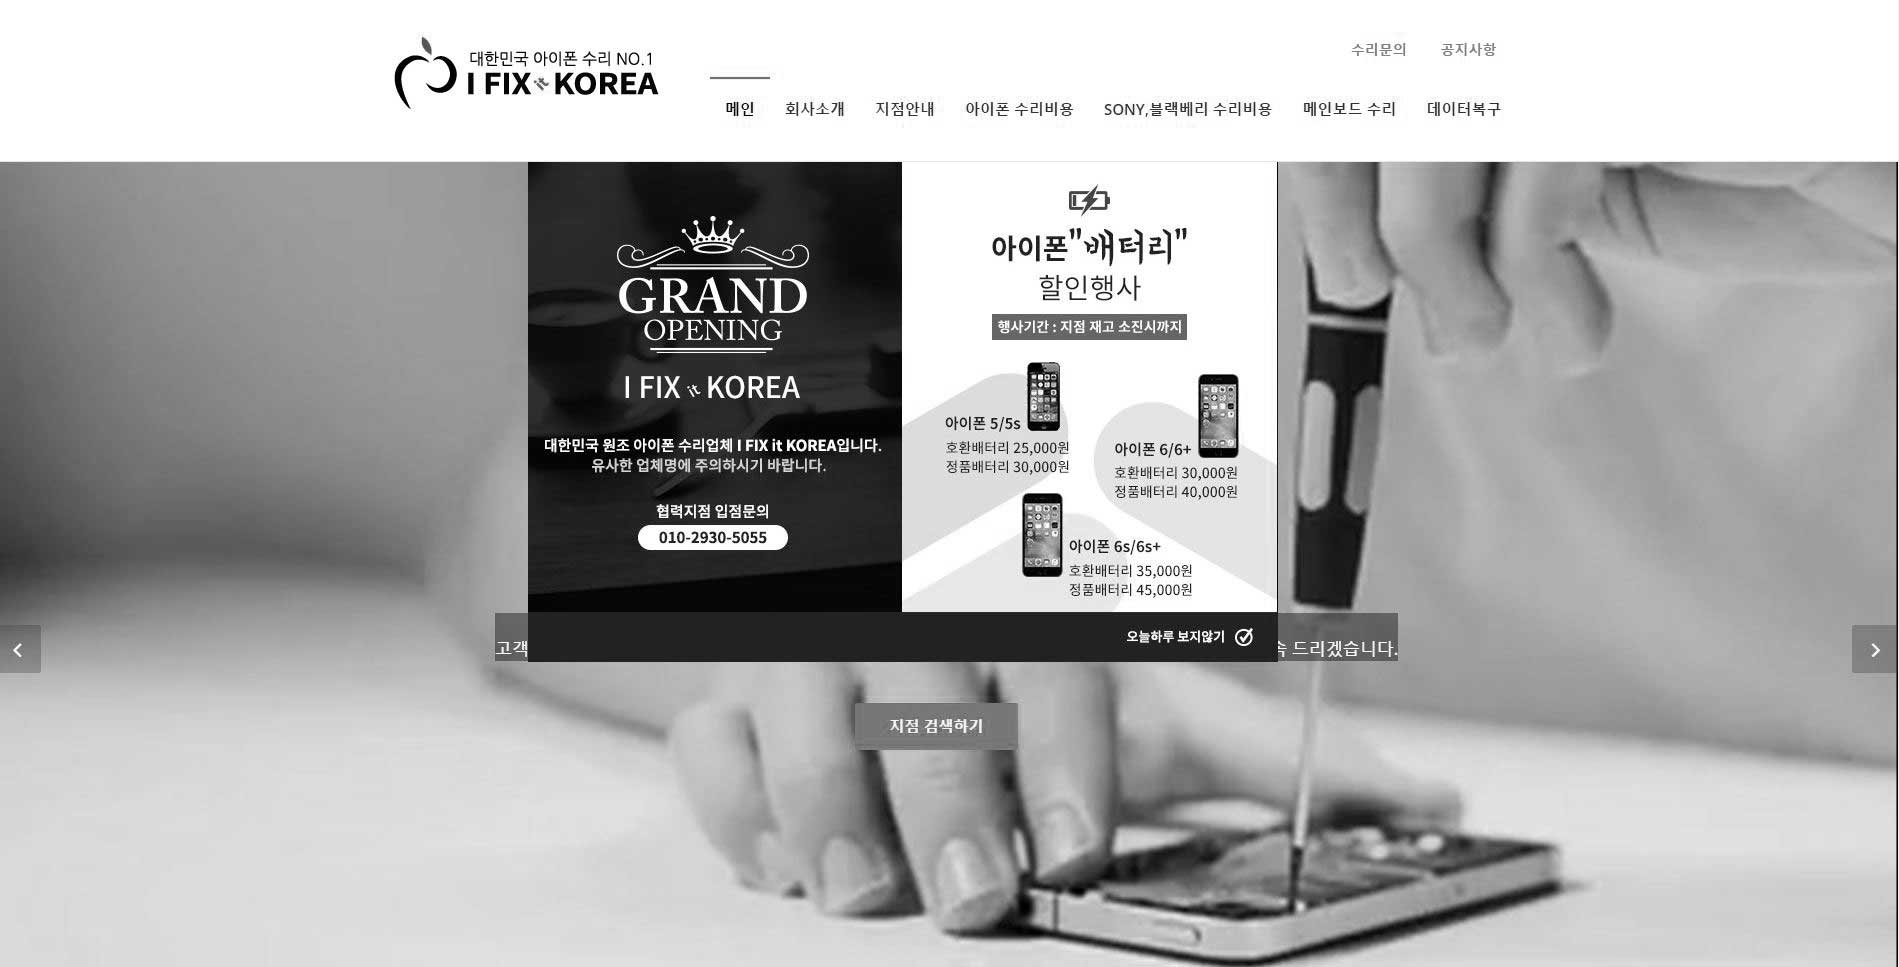 대한민국 아이폰 수리 NO.1
I FIX it KOREA
수리문의 공지사항
메인 회사소개 지점안내 아이폰 수리비용 SONY,블랙베리 수리비용 메인보드 수리 데이터복구
GRAND
OPENING
I FIX it KOREA
대한민국 원조 아이폰 수리업체 I FIX it KOREA입니다.
유사한 업체명에 주의하시기 바랍니다.
협력지점 입점문의
010-2930-5055
아이폰"배터리"
할인행사
행사기간 : 지점 재고 소진시까지
아이폰 5/5s
호환배터리 25,000원
정품배터리 30,000원
아이폰 6/6+
호환배터리 30,000원
정품배터리 40,000원
아이폰 6s/6s+
호환배터리 35,000원
정품배터리 45,000원
오늘하루 보지않기
고객 드리겠습니다.
지점 검색하기